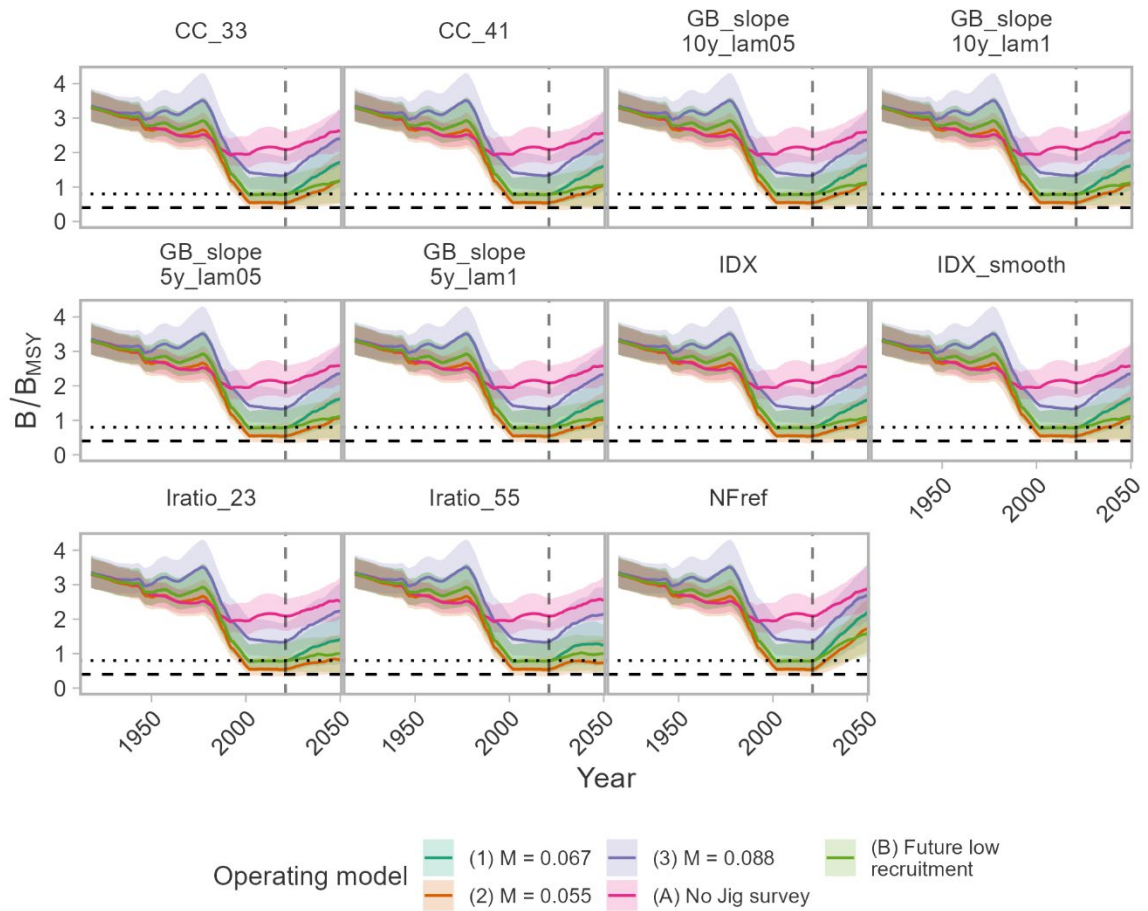 CC_33
CC_41
GB_slope
10y_lam05
GB_slope
10y_lam1
4
3
2
1
0
GB_slope
5y_lam05
GB_slope
5y_lam1
IDX
IDX_smooth
4
3
2
1
0
B/BMSY
1950
2000
2050
Iratio_23
Iratio_55
NFref
4
3
2
1
0
1950
2000
2050
1950
2000
2050
1950
2000
2050
Year
Operating model
(1) M = 0.067
(2) M = 0.055
(3) M = 0.088
(A) No Jig survey
(B) Future low
recruitment